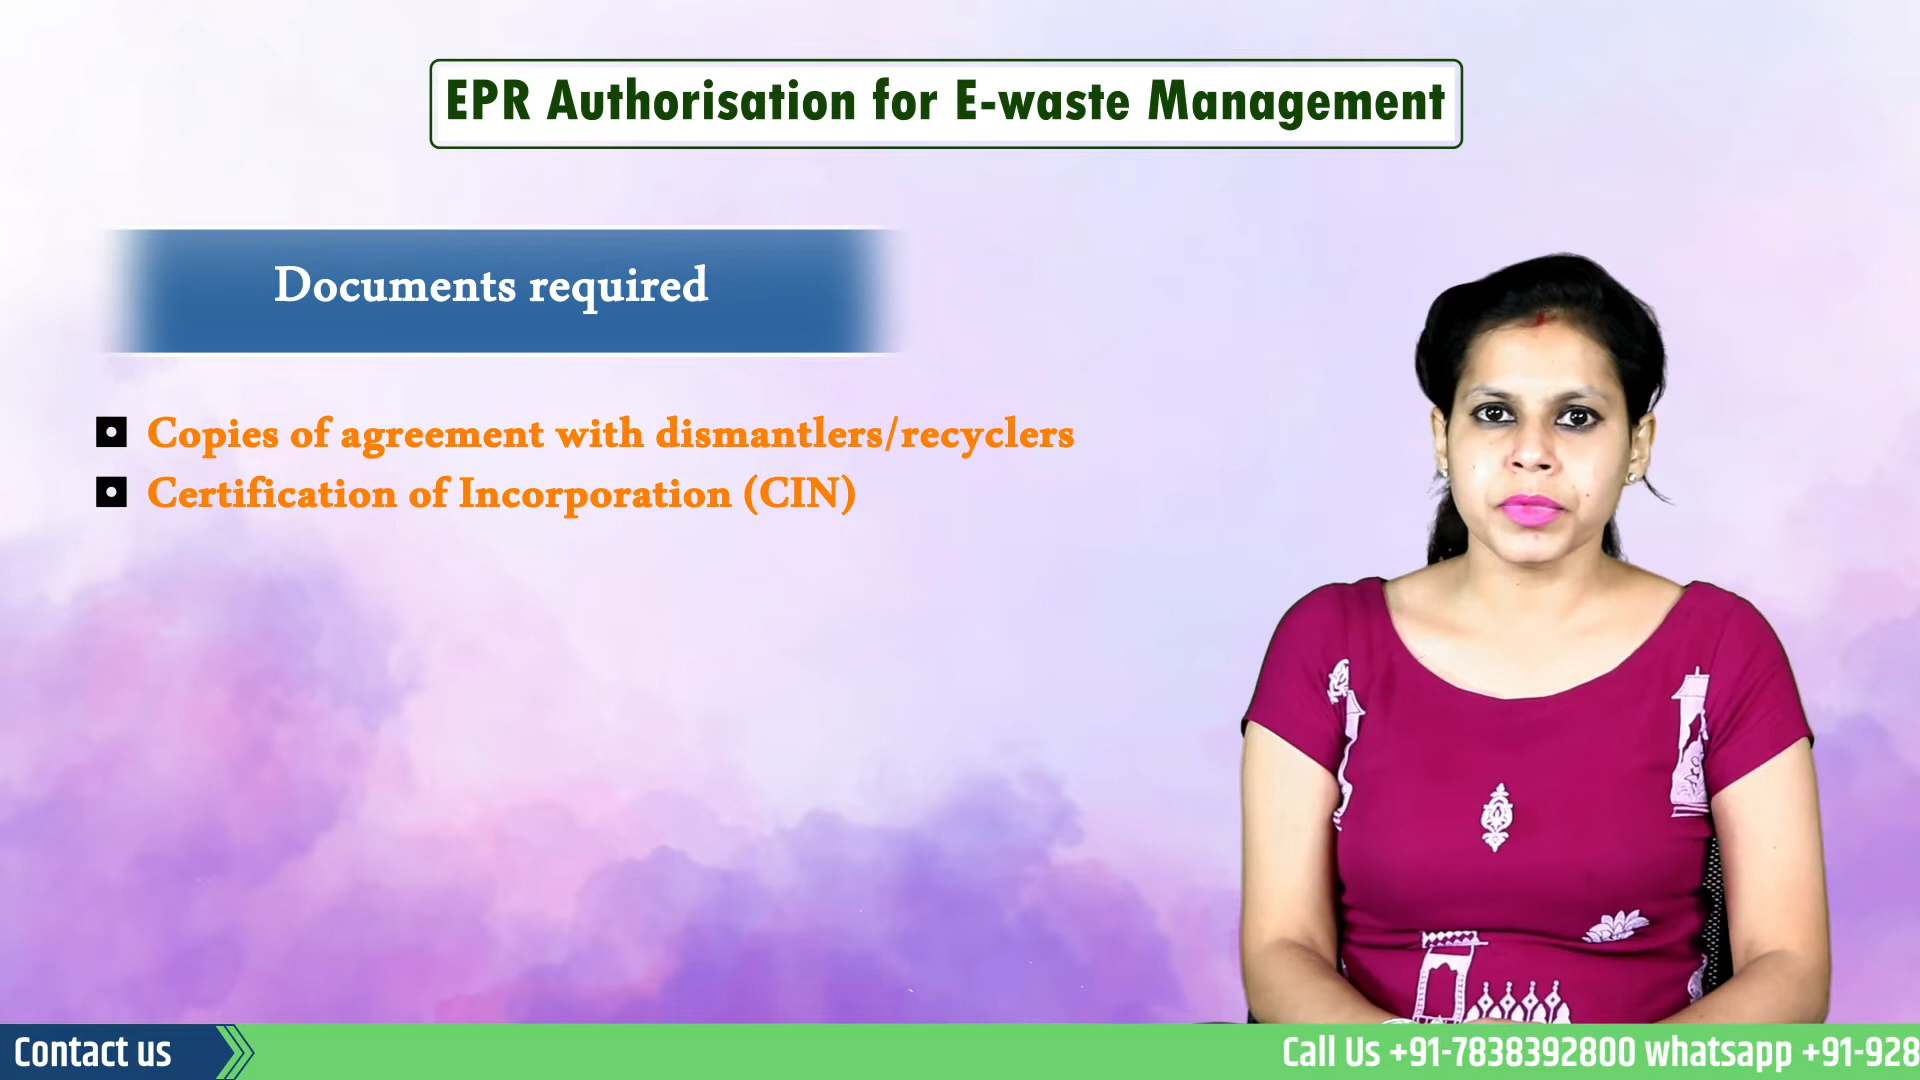 EPR Authorisation for E-waste Management
Documents required
Copies of agreement with dismantlers/recyclers
Certification of Incorporation (CIN)
Contact us
Call Us +91-7838392800 whatsapp +91-928